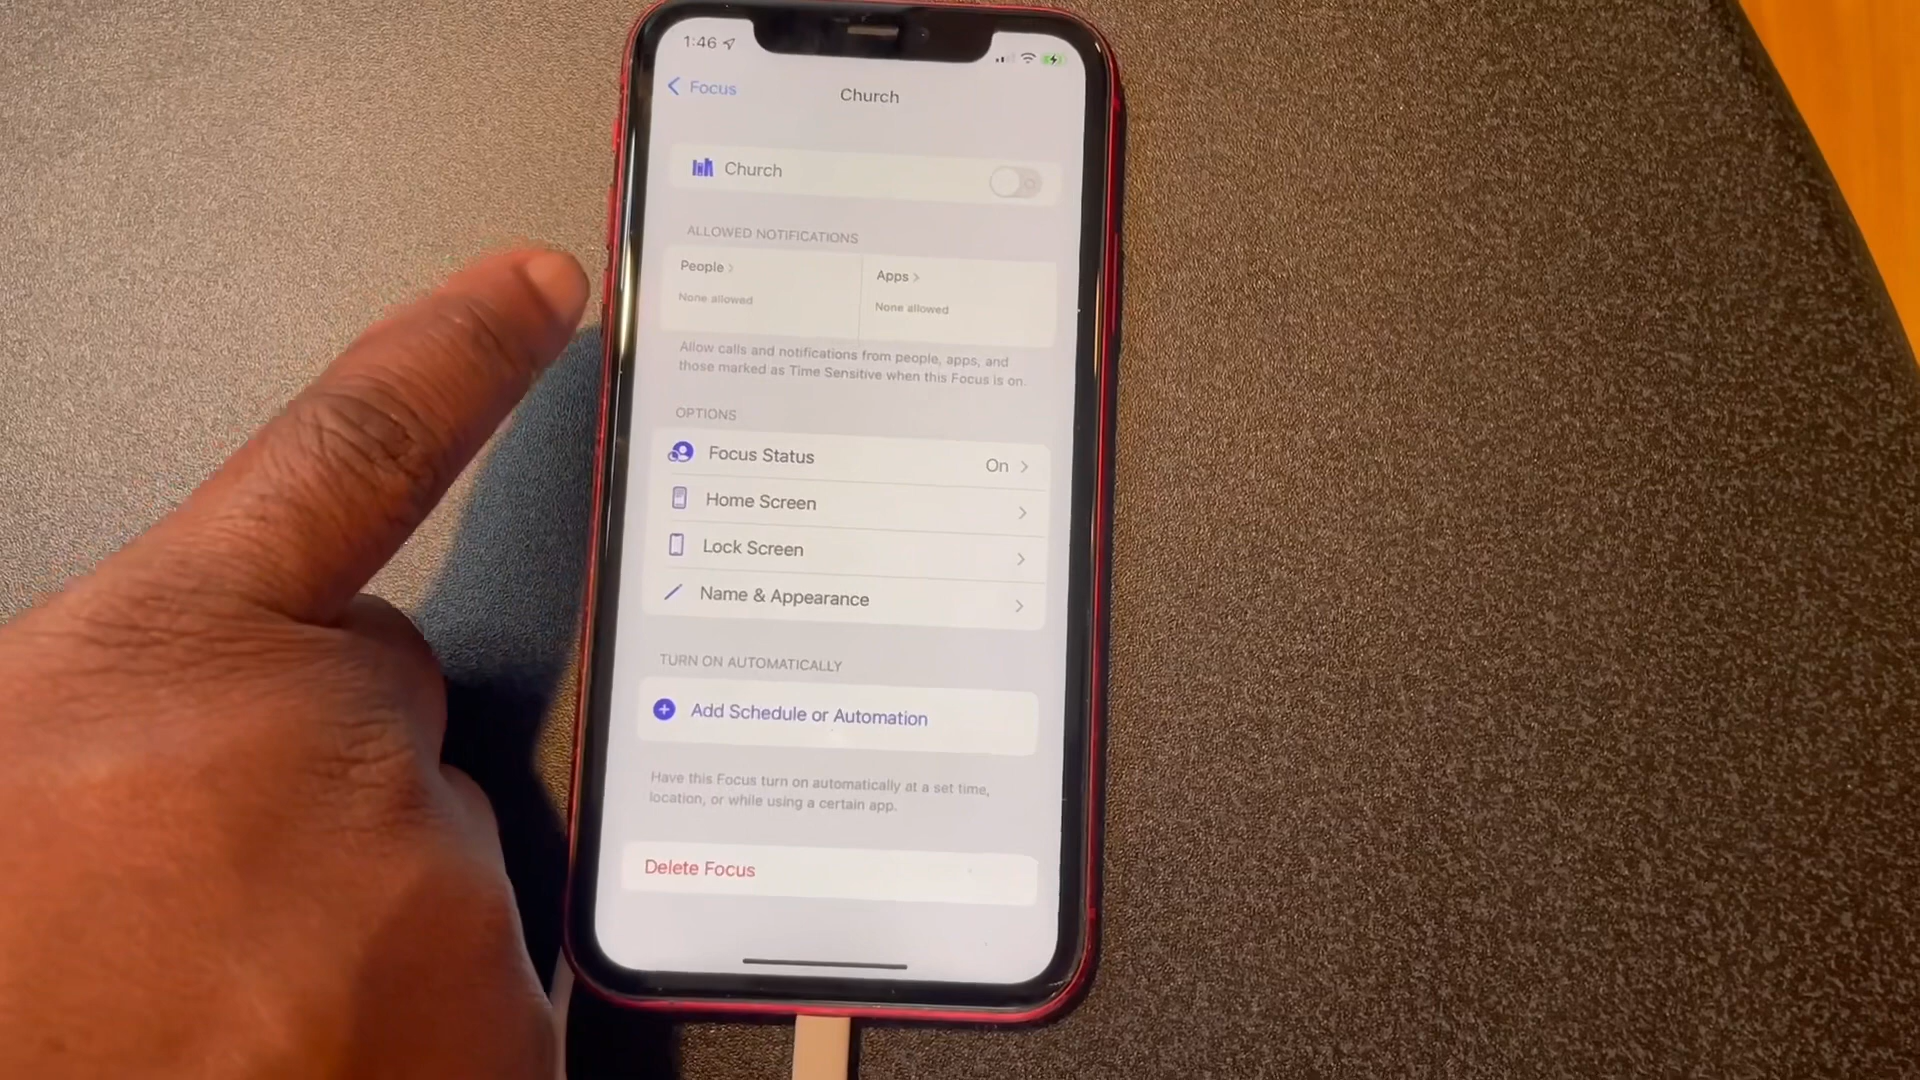 1:46
Focus
Church
Church
ALLOWED NOTIFICATIONS
People
None allowed
Apps
None allowed
Allow calls and notifications from people, apps, and
those marked as Time Sensitive when this Focus is on.
OPTIONS
Focus Status On
Home Screen
Lock Screen
Name & Appearance
TURN ON AUTOMATICALLY
Add Schedule or Automation
Have this Focus turn on automatically at a set time,
location, or while using a certain app.
Delete Focus